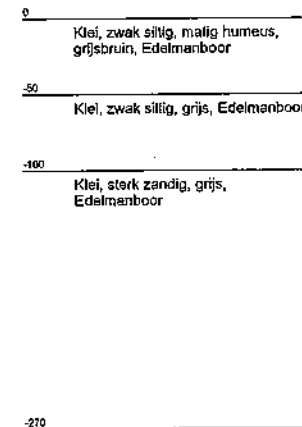 0
Klei, zwak siltig, matig humeus,
grijsbruin, Edelmanboor
-50
Klei, zwak siltig, grijs, Edelmanboor
-100
Klei, sterk zandig, grijs,
Edelmanboor
-270